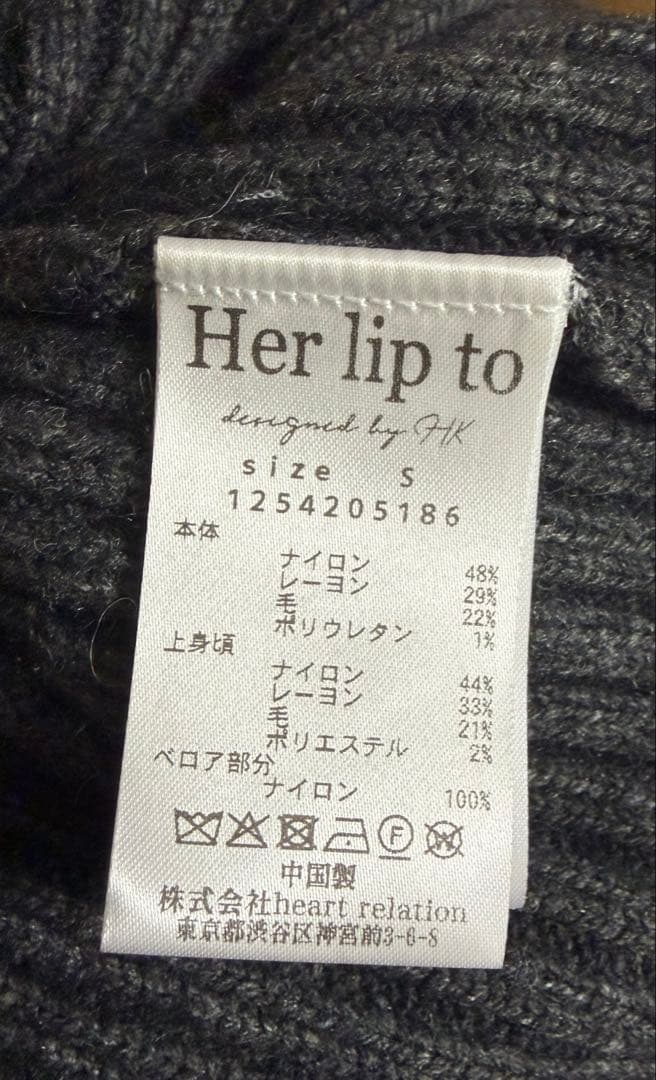 Her lip to
designed by HK
size S
1254205186
本体
ナイロン 48%
レーヨン 29%
毛 22%
ポリウレタン 1%
上身頃
ナイロン 44%
レーヨン 33%
毛 21%
ポリエステル 2%
ベロア部分
ナイロン 100%
F W
中国製
株式会社heart relation
東京都渋谷区神宮前3-6-8